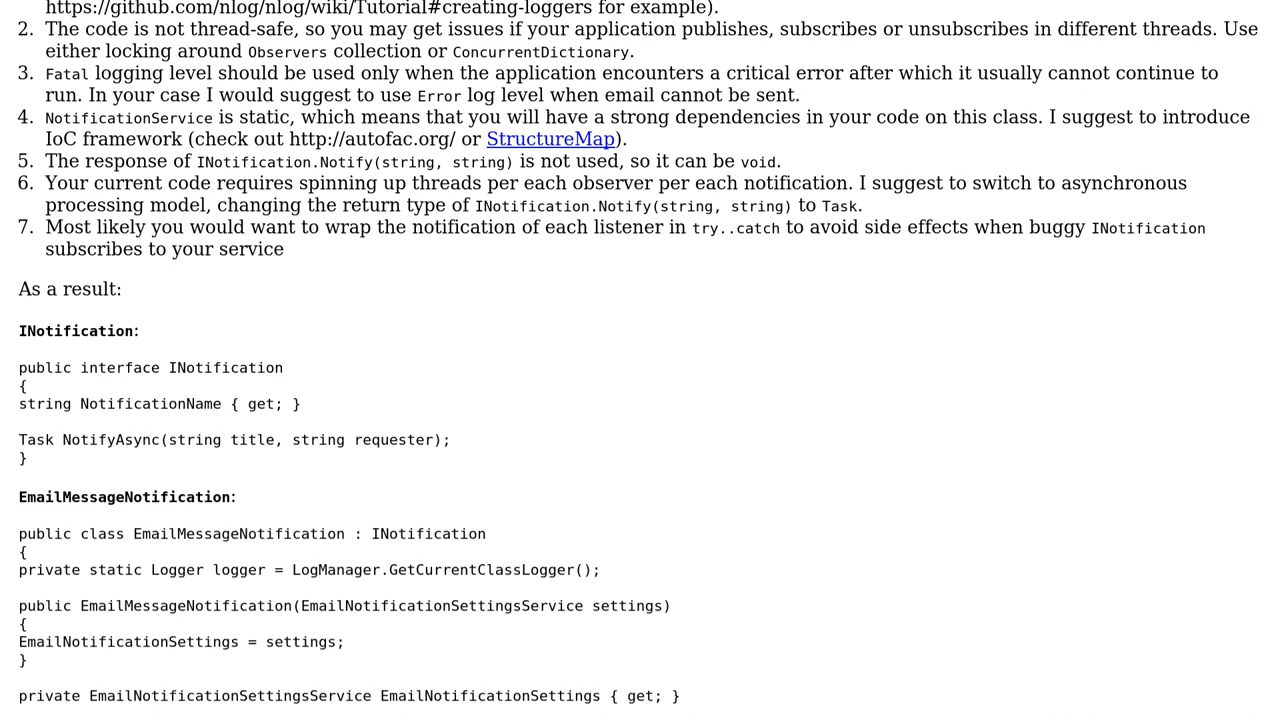 https://github.com/nlog/nlog/wiki/Tutorial#creating-loggers for example).
2. The code is not thread-safe, so you may get issues if your application publishes, subscribes or unsubscribes in different threads. Use
either locking around Observers collection or ConcurrentDictionary.
3. Fatal logging level should be used only when the application encounters a critical error after which it usually cannot continue to
run. In your case I would suggest to use Error log level when email cannot be sent.
4. NotificationService is static, which means that you will have a strong dependencies in your code on this class. I suggest to introduce
IoC framework (check out http://autofac.org/ or StructureMap).
5. The response of INotification.Notify(string, string) is not used, so it can be void.
6. Your current code requires spinning up threads per each observer per each notification. I suggest to switch to asynchronous
processing model, changing the return type of INotification.Notify(string, string) to Task.
7. Most likely you would want to wrap the notification of each listener in try..catch to avoid side effects when buggy INotification
subscribes to your service
As a result:
INotification:
public interface INotification
{
string NotificationName { get; }
Task NotifyAsync(string title, string requester);
}
EmailMessageNotification:
public class EmailMessageNotification : INotification
{
private static Logger logger = LogManager.GetCurrentClassLogger();
public EmailMessageNotification(EmailNotificationSettingsService settings)
{
EmailNotificationSettings = settings;
}
private EmailNotificationSettingsService EmailNotificationSettings { get; }